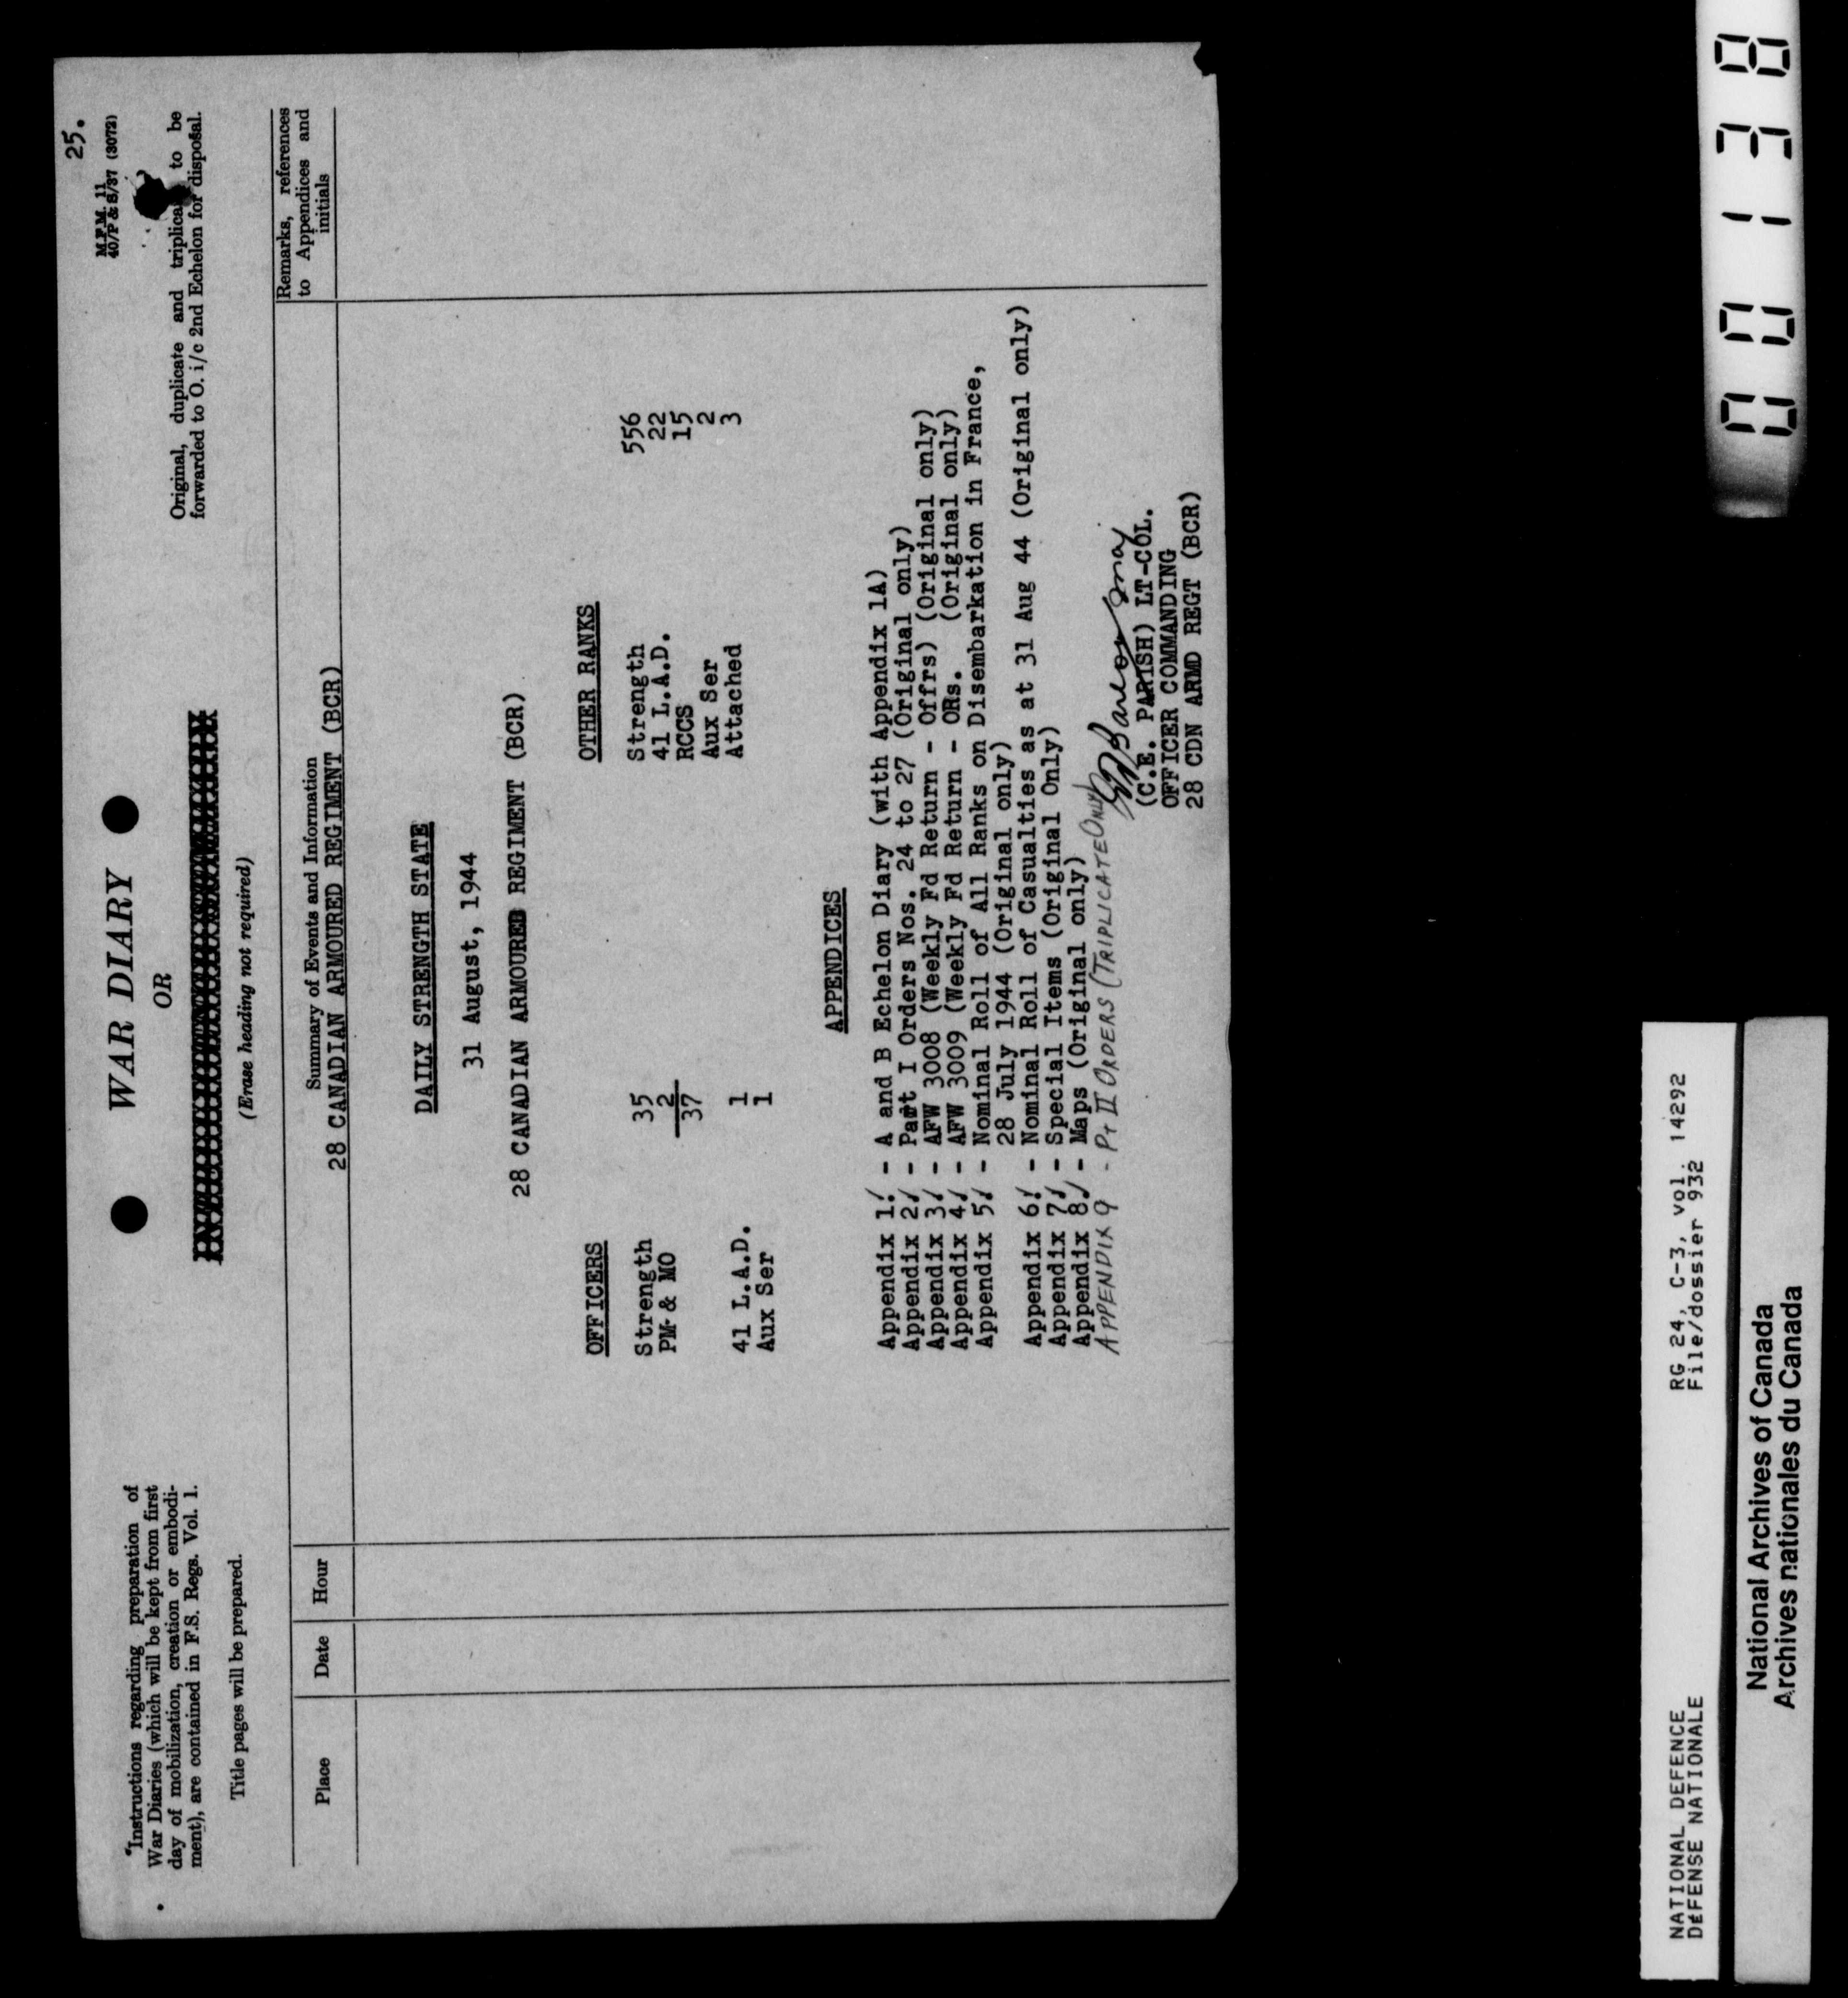 25.
M.F.M. 11
40/P & S/37 (3072)
WAR DIARY
OR
(Erase heading not required)
*Instructions regarding preparation of
War Diaries (which will be kept from first
day of mobilization, creation or embodi-
ment), are contained in F.S. Regs. Vol. 1.
Title pages will be prepared.
Original, duplicate and triplicate to be
forwarded to O. i/c 2nd Echelon for disposal.
Place
Date
Hour
Summary of Events and Information
28 CANADIAN ARMOURED REGIMENT (BCR)
Remarks, references
to Appendices and
initials
DAILY STRENGTH STATE
31 August, 1944
28 CANADIAN ARMOURED REGIMENT (BCR)
OFFICERS
Strength 35
PM & MO 2
37
41 L.A.D. 1
Aux Ser 1
OTHER RANKS
Strength 556
41 L.A.D. 22
RCCS 15
Aux Ser 2
Attached 3
APPENDICES
Appendix 1 ✓ - A and B Echelon Diary (with Appendix 1A)
Appendix 2 ✓ - Part I Orders Nos. 24 to 27 (Original only)
Appendix 3 ✓ - AFW 3008 (Weekly Fd Return - Offrs) (Original only)
Appendix 4 ✓ - AFW 3009 (Weekly Fd Return - ORs. (Original only)
Appendix 5 ✓ - Nominal Roll of All Ranks on Disembarkation in France,
28 July 1944 (Original only)
Appendix 6 ✓ - Nominal Roll of Casualties as at 31 Aug 44 (Original only)
Appendix 7 ✓ - Special Items (Original Only)
Appendix 8 ✓ - Maps (Original only)
APPENDIX 9 - Pt II ORDERS (TRIPLICATE ONLY)
(C.E. PARISH) LT-COL.
OFFICER COMMANDING
28 CDN ARMD REGT (BCR)
00138
NATIONAL DEFENCE
DÉFENSE NATIONALE
RG 24, C-3, vol. 14292
File/dossier 932
National Archives of Canada
Archives nationales du Canada